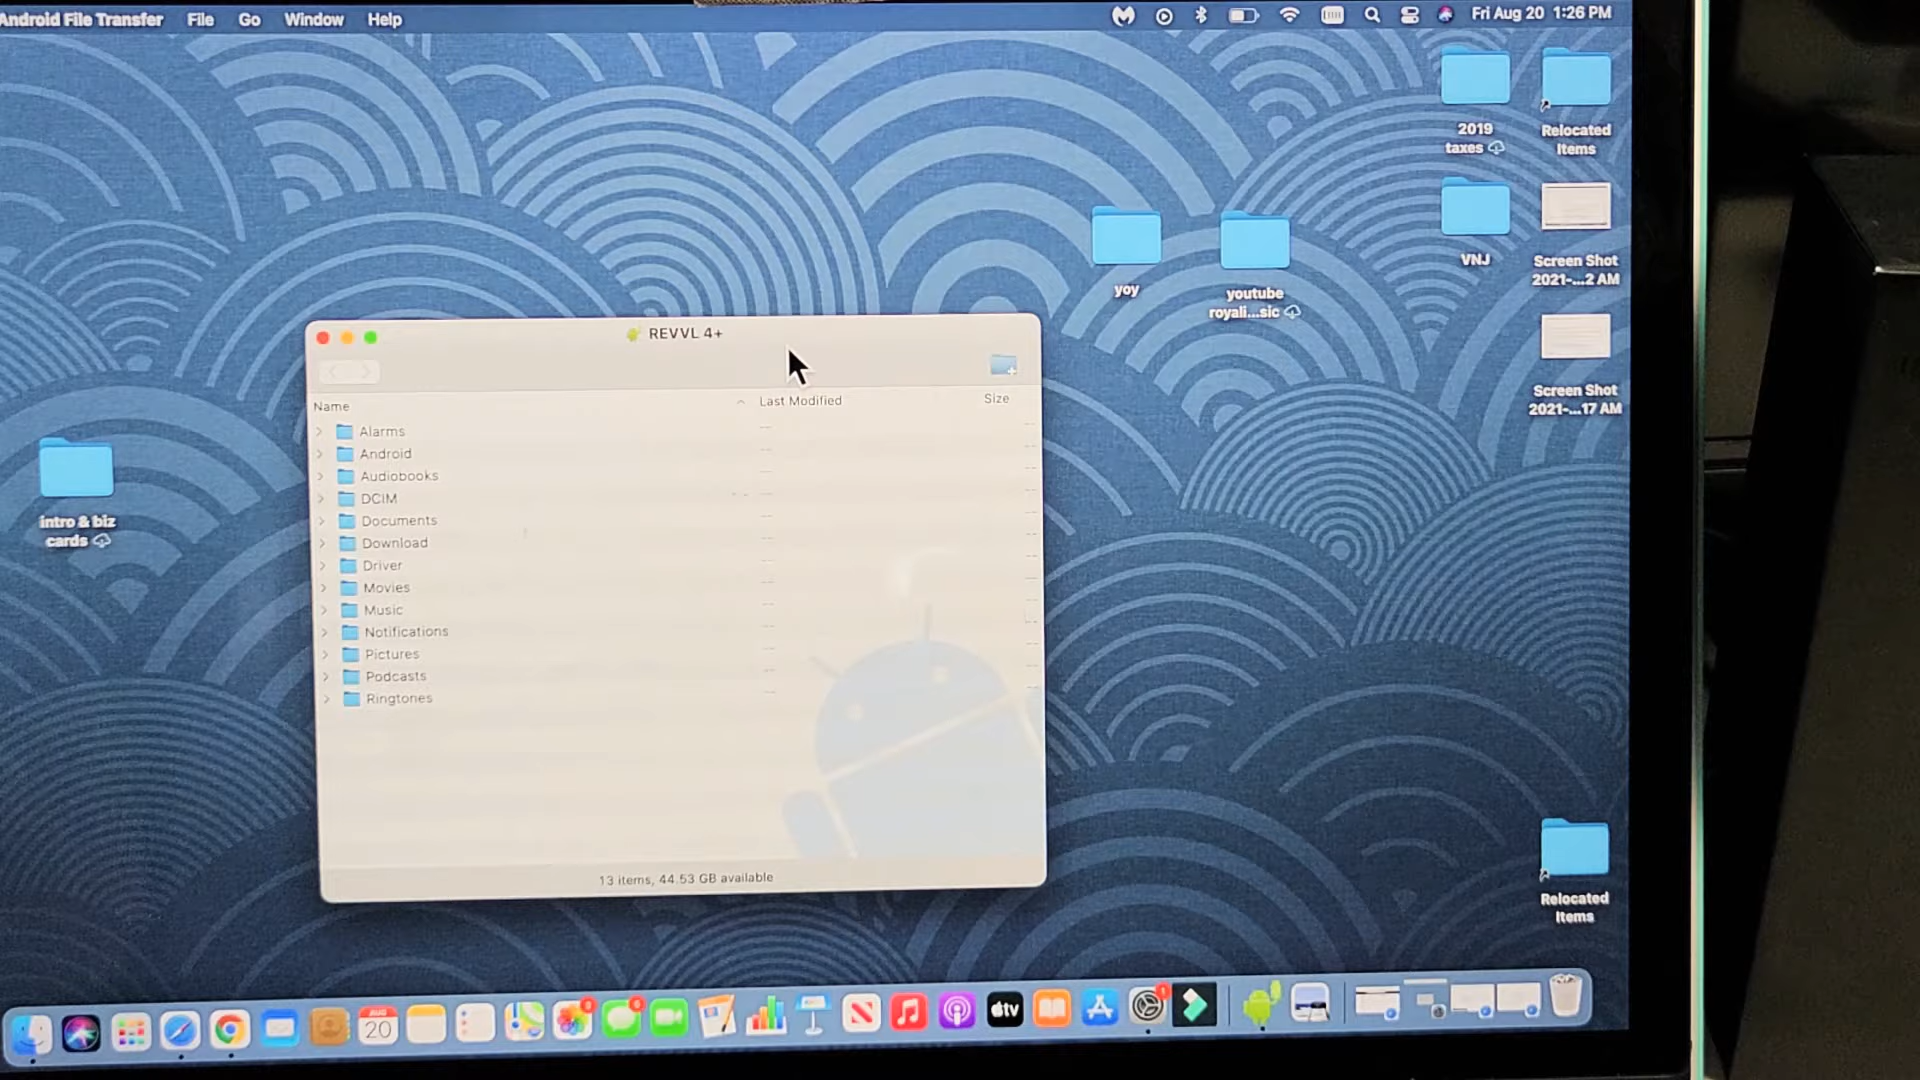 Android File Transfer File Go Window Help Fri Aug 20 1:26 PM
2019
taxes
Relocated
Items
VNJ
Screen Shot
2021-...2 AM
yoy
youtube
royali...sic
Screen Shot
2021-...17 AM
intro & biz
cards
REVVL 4+
Name Last Modified Size
Alarms -- --
Android -- --
Audiobooks -- --
DCIM -- --
Documents -- --
Download -- --
Driver -- --
Movies -- --
Music -- --
Notifications -- --
Pictures -- --
Podcasts -- --
Ringtones -- --
13 items, 44.53 GB available
Relocated
Items
AUG
20
tv